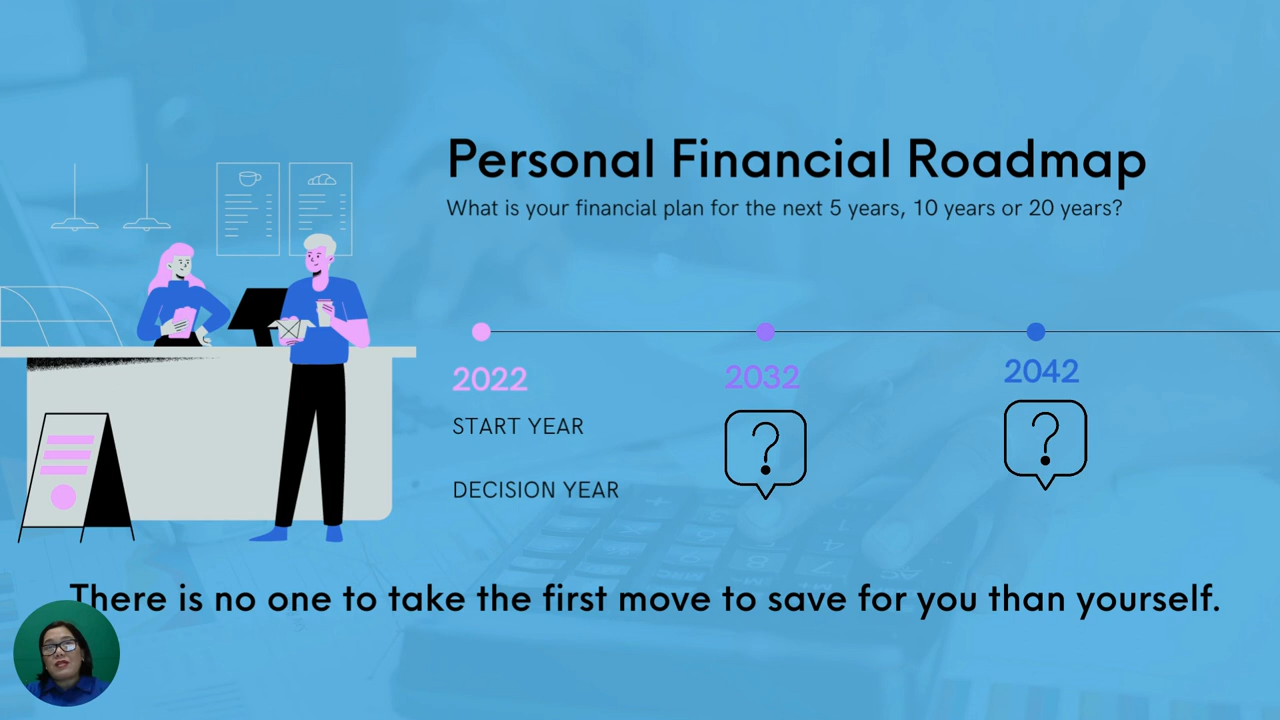 Personal Financial Roadmap
What is your financial plan for the next 5 years, 10 years or 20 years?
2022
2032
2042
?
?
START YEAR
DECISION YEAR
There is no one to take the first move to save for you than yourself.